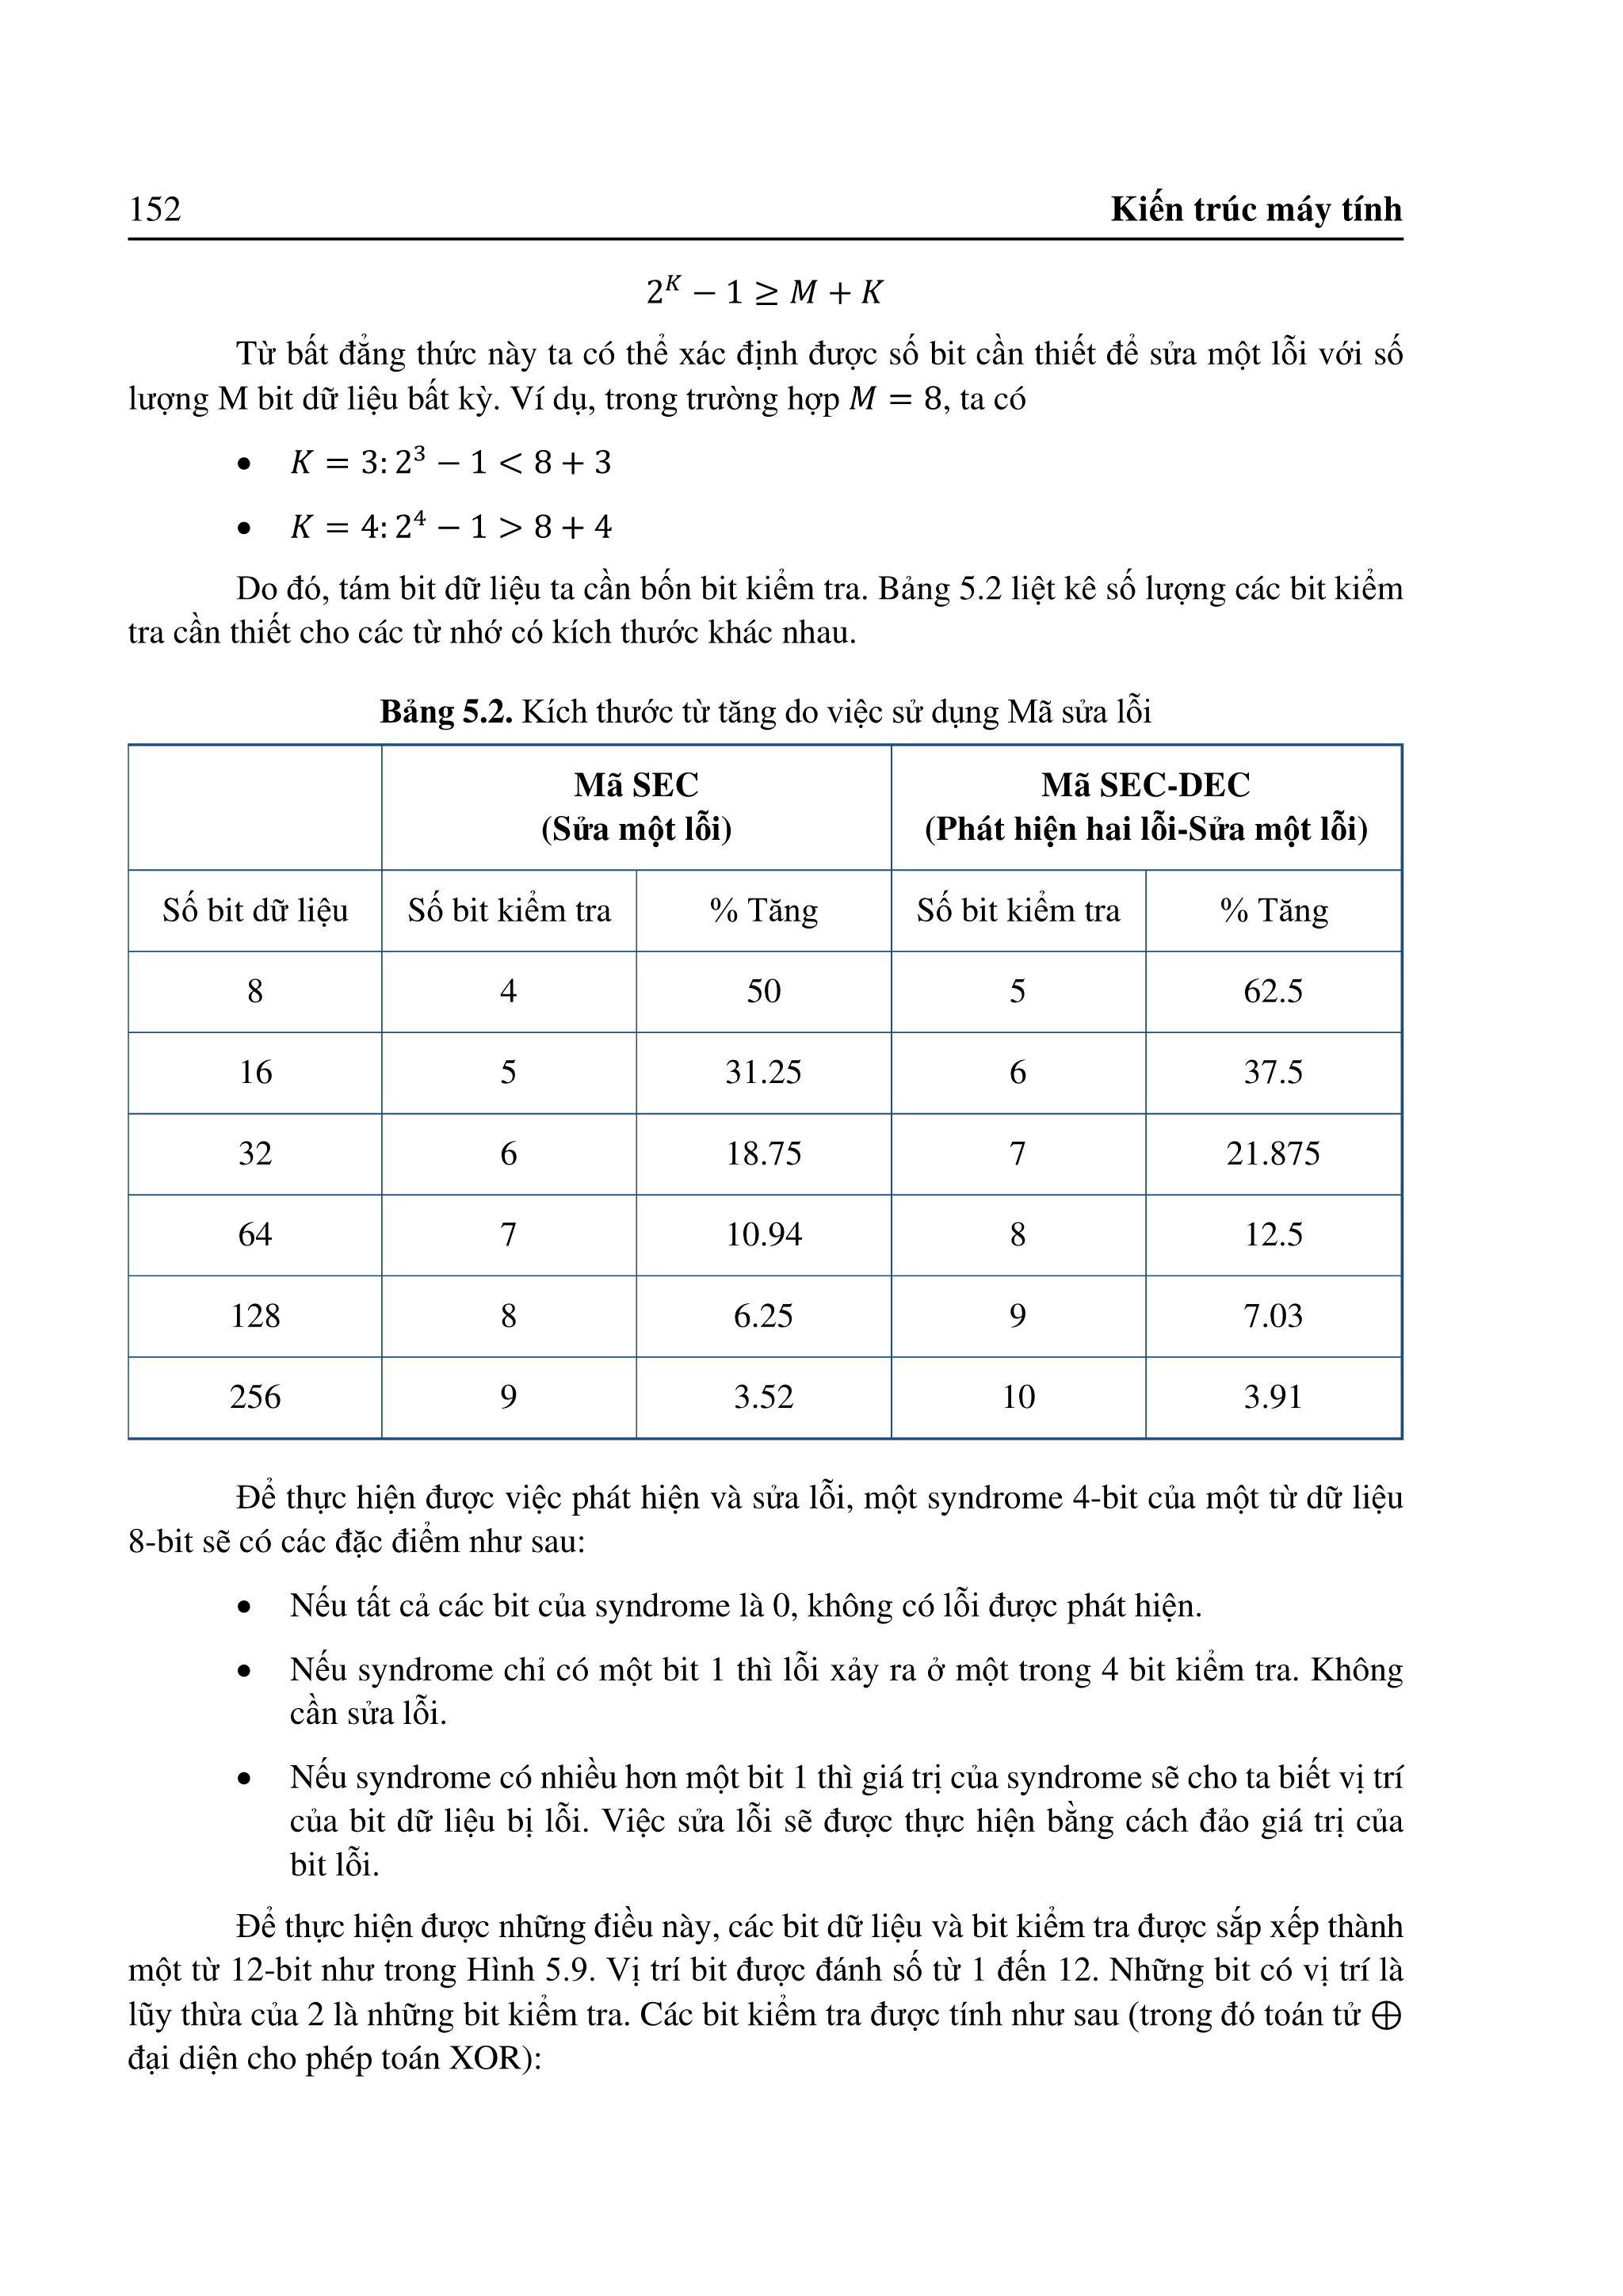 152 Kiến trúc máy tính
2^K − 1 ≥ M + K
Từ bất đẳng thức này ta có thể xác định được số bit cần thiết để sửa một lỗi với số
lượng M bit dữ liệu bất kỳ. Ví dụ, trong trường hợp M = 8, ta có
• K = 3: 2^3 − 1 < 8 + 3
• K = 4: 2^4 − 1 > 8 + 4
Do đó, tám bit dữ liệu ta cần bốn bit kiểm tra. Bảng 5.2 liệt kê số lượng các bit kiểm
tra cần thiết cho các từ nhớ có kích thước khác nhau.
Bảng 5.2. Kích thước từ tăng do việc sử dụng Mã sửa lỗi
Mã SEC Mã SEC-DEC
(Sửa một lỗi) (Phát hiện hai lỗi-Sửa một lỗi)
Số bit dữ liệu Số bit kiểm tra % Tăng Số bit kiểm tra % Tăng
8 4 50 5 62.5
16 5 31.25 6 37.5
32 6 18.75 7 21.875
64 7 10.94 8 12.5
128 8 6.25 9 7.03
256 9 3.52 10 3.91
Để thực hiện được việc phát hiện và sửa lỗi, một syndrome 4-bit của một từ dữ liệu
8-bit sẽ có các đặc điểm như sau:
• Nếu tất cả các bit của syndrome là 0, không có lỗi được phát hiện.
• Nếu syndrome chỉ có một bit 1 thì lỗi xảy ra ở một trong 4 bit kiểm tra. Không
cần sửa lỗi.
• Nếu syndrome có nhiều hơn một bit 1 thì giá trị của syndrome sẽ cho ta biết vị trí
của bit dữ liệu bị lỗi. Việc sửa lỗi sẽ được thực hiện bằng cách đảo giá trị của
bit lỗi.
Để thực hiện được những điều này, các bit dữ liệu và bit kiểm tra được sắp xếp thành
một từ 12-bit như trong Hình 5.9. Vị trí bit được đánh số từ 1 đến 12. Những bit có vị trí là
lũy thừa của 2 là những bit kiểm tra. Các bit kiểm tra được tính như sau (trong đó toán tử ⊕
đại diện cho phép toán XOR):